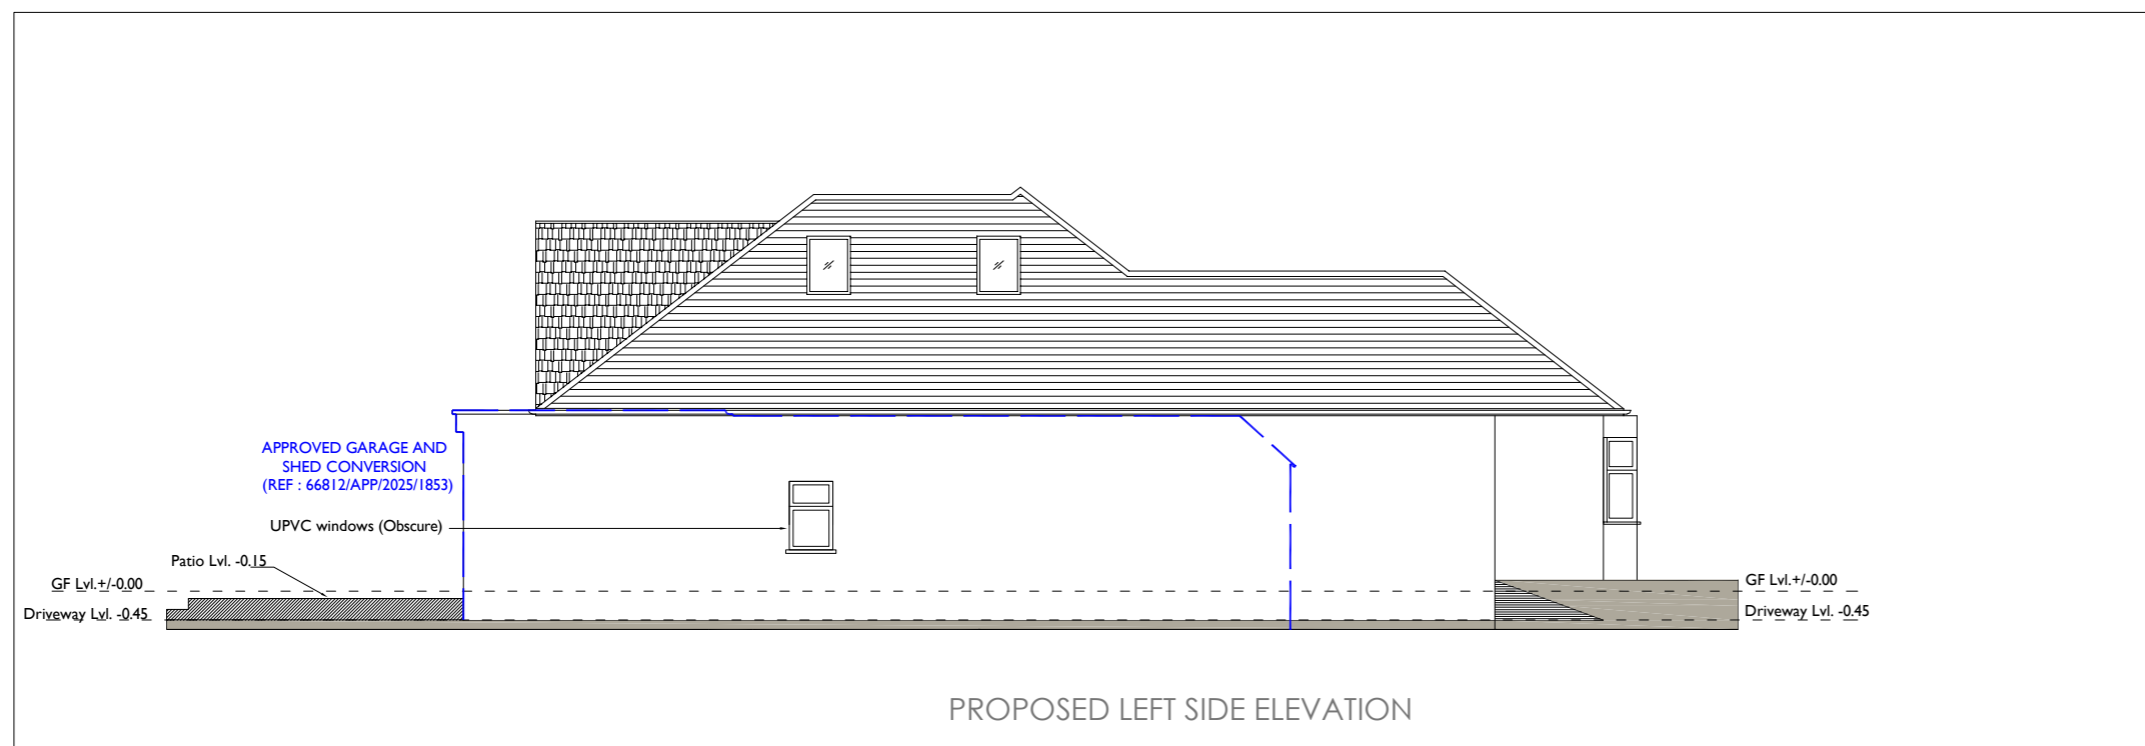 APPROVED GARAGE AND
SHED CONVERSION
(REF : 66812/APP/2025/1853)
UPVC windows (Obscure)
Patio Lvl. -0.15
GF Lvl.+/-0.00
Driveway Lvl. -0.45
GF Lvl.+/-0.00
Driveway Lvl. -0.45
PROPOSED LEFT SIDE ELEVATION